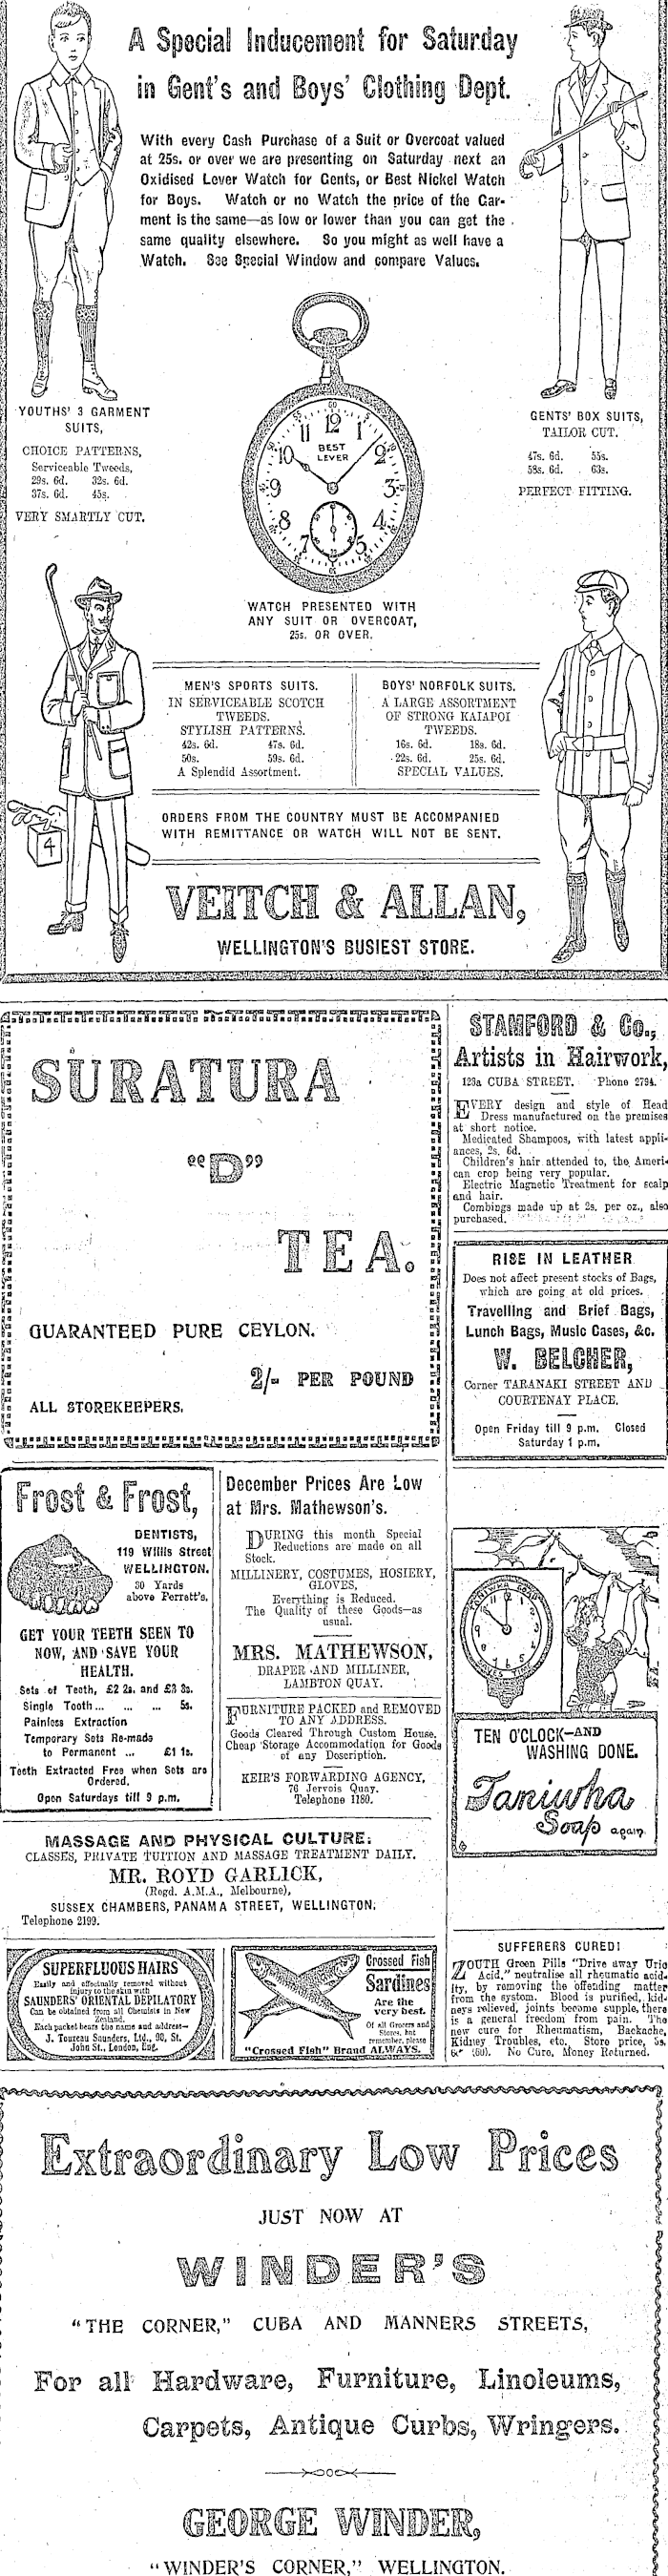 A Special Inducement for Saturday
in Gent's and Boys' Clothing Dept.
With every Cash Purchase of a Suit or Overcoat valued
at 25s. or over we are presenting on Saturday next an
Oxidised Lever Watch for Gents, or Best Nickel Watch
for Boys. Watch or no Watch the price of the Gar-
ment is the same—as low or lower than you can get the
same quality elsewhere. So you might as well have a
Watch. See Special Window and compare Values.
YOUTHS' 3 GARMENT
SUITS,
CHOICE PATTERNS,
Serviceable Tweeds,
29s. 6d. 32s. 6d.
37s. 6d. 45s.
VERY SMARTLY CUT.
11 12 1
10 2
9 3
8 4
7 5
BEST
LEVER
GENTS' BOX SUITS,
TAILOR CUT.
47s. 6d. 55s.
58s. 6d. 63s.
PERFECT FITTING.
WATCH PRESENTED WITH
ANY SUIT OR OVERCOAT,
25s. OR OVER.
MEN'S SPORTS SUITS.
IN SERVICEABLE SCOTCH
TWEEDS.
STYLISH PATTERNS.
42s. 6d. 47s. 6d.
50s. 59s. 6d.
A Splendid Assortment.
BOYS' NORFOLK SUITS.
A LARGE ASSORTMENT
OF STRONG KAIAPOI
TWEEDS.
16s. 6d. 18s. 6d.
22s. 6d. 25s. 6d.
SPECIAL VALUES.
4
ORDERS FROM THE COUNTRY MUST BE ACCOMPANIED
WITH REMITTANCE OR WATCH WILL NOT BE SENT.
VEITCH & ALLAN,
WELLINGTON'S BUSIEST STORE.
SURATURA
"D"
TEA.
GUARANTEED PURE CEYLON.
2/- PER POUND
ALL STOREKEEPERS.
STAMFORD & Co.,
Artists in Hairwork,
123a CUBA STREET. Phone 2794.
EVERY design and style of Head
Dress manufactured on the premises
at short notice.
Medicated Shampoos, with latest appli-
ances, 2s. 6d.
Children's hair attended to, the Ameri-
can crop being very popular.
Electric Magnetic Treatment for scalp
and hair.
Combings made up at 2s. per oz., also
purchased.
RISE IN LEATHER
Does not affect present stocks of Bags,
which are going at old prices.
Travelling and Brief Bags,
Lunch Bags, Music Cases, &c.
W. BELCHER,
Corner TARANAKI STREET AND
COURTENAY PLACE.
Open Friday till 9 p.m. Closed
Saturday 1 p.m.
Frost & Frost,
DENTISTS,
119 Willis Street
WELLINGTON.
30 Yards
above Perrett's.
GET YOUR TEETH SEEN TO
NOW, AND SAVE YOUR
HEALTH.
Sets of Teeth, £2 2s. and £3 3s.
Single Tooth ... ... ... 5s.
Painless Extraction
Temporary Sets Re-made
to Permanent ... £1 1s.
Teeth Extracted Free when Sets are
Ordered.
Open Saturdays till 9 p.m.
December Prices Are Low
at Mrs. Mathewson's.
DURING this month Special
Reductions are made on all
Stock.
MILLINERY, COSTUMES, HOSIERY,
GLOVES,
Everything is Reduced.
The Quality of these Goods—as
usual.
MRS. MATHEWSON,
DRAPER AND MILLINER,
LAMBTON QUAY.
FURNITURE PACKED and REMOVED
TO ANY ADDRESS.
Goods Cleared Through Custom House.
Cheap Storage Accommodation for Goods
of any Description.
KEIR'S FORWARDING AGENCY,
76 Jervois Quay.
Telephone 1180.
TEN O'CLOCK—AND
WASHING DONE.
Taniwha
Soap again
MASSAGE AND PHYSICAL CULTURE.
CLASSES, PRIVATE TUITION AND MASSAGE TREATMENT DAILY.
MR. ROYD GARLICK,
(Regd. A.M.A., Melbourne),
SUSSEX CHAMBERS, PANAMA STREET, WELLINGTON.
Telephone 2199.
SUPERFLUOUS HAIRS
Easily and effectually removed without
injury to the skin with
SAUNDERS' ORIENTAL DEPILATORY
Can be obtained from all Chemists in New
Zealand.
Each packet bears the name and address—
J. Touzeau Saunders, Ltd., 90, St.
John St., London, Eng.
Crossed Fish
Sardines
Are the
very best.
Of all Grocers and
Stores, but
remember, please
"Crossed Fish" Brand ALWAYS.
SUFFERERS CURED!
ZOUTH Green Pills "Drive away Uric
Acid," neutralise all rheumatic acid-
ity, by removing the offending matter
from the system. Blood is purified, kid-
neys relieved, joints become supple, there
is a general freedom from pain. The
new cure for Rheumatism, Backache,
Kidney Troubles, etc. Store price, 5s.
(60). No Cure, Money Returned.
Extraordinary Low Prices
JUST NOW AT
WINDER'S
"THE CORNER," CUBA AND MANNERS STREETS,
For all Hardware, Furniture, Linoleums,
Carpets, Antique Curbs, Wringers.
GEORGE WINDER,
"WINDER'S CORNER," WELLINGTON.